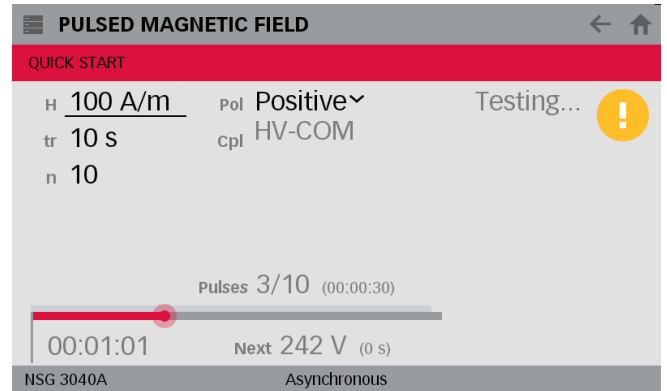 PULSED MAGNETIC FIELD
QUICK START
H 100 A/m Pol Positive Testing...
tr 10 s Cpl HV-COM
n 10
Pulses 3/10 (00:00:30)
00:01:01 Next 242 V (0 s)
NSG 3040A Asynchronous